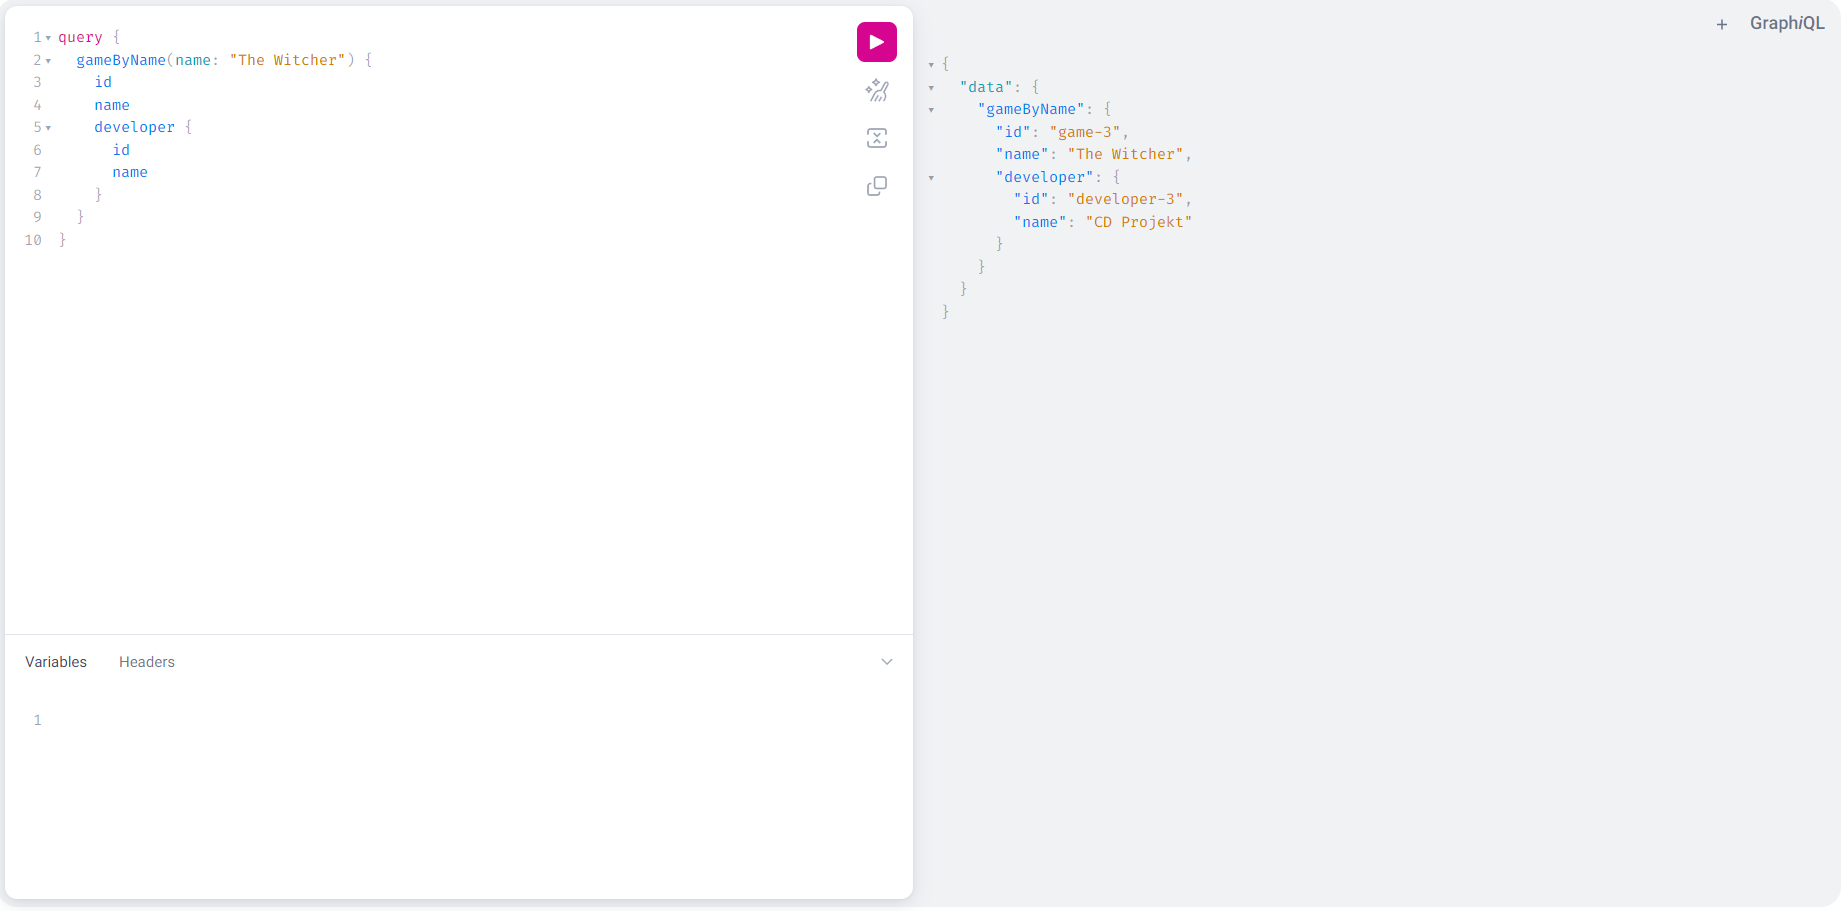 1 query {
2 gameByName(name: "The Witcher") {
3 id
4 name
5 developer {
6 id
7 name
8 }
9 }
10 }
Variables Headers
1
+ GraphiQL
{
"data": {
"gameByName": {
"id": "game-3",
"name": "The Witcher",
"developer": {
"id": "developer-3",
"name": "CD Projekt"
}
}
}
}